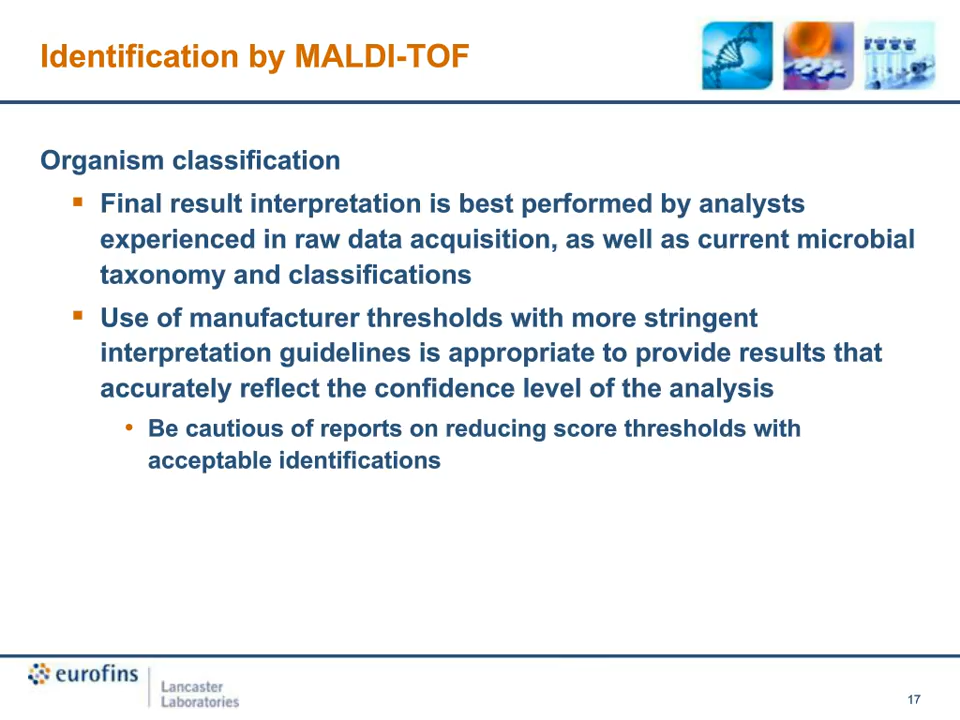 Identification by MALDI-TOF
Organism classification
▪ Final result interpretation is best performed by analysts
experienced in raw data acquisition, as well as current microbial
taxonomy and classifications
▪ Use of manufacturer thresholds with more stringent
interpretation guidelines is appropriate to provide results that
accurately reflect the confidence level of the analysis
• Be cautious of reports on reducing score thresholds with
acceptable identifications
eurofins
Lancaster
Laboratories
17